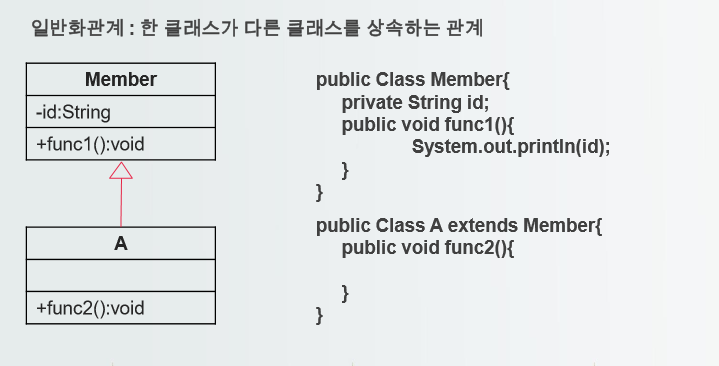 일반화관계 : 한 클래스가 다른 클래스를 상속하는 관계
Member
-id:String
+func1():void
A
+func2():void
public Class Member{
private String id;
public void func1(){
System.out.println(id);
}
}
public Class A extends Member{
public void func2(){
}
}